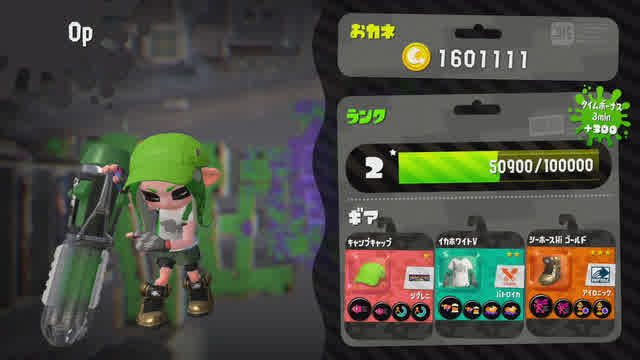 0p
おカネ
1601111
ランク
タイムボーナス
3min
+300
2
50900/100000
ギア
キャンプキャップ
イカホワイトV
シーホースHi ゴールド
ジグレニ
バトロイカ
アイロニック